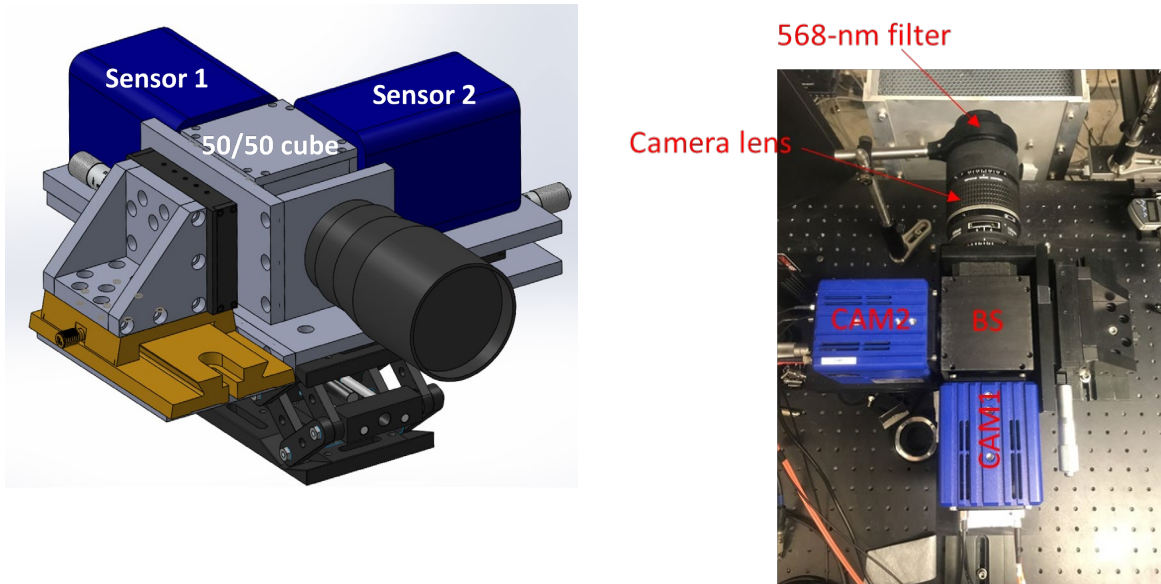 Sensor 1
Sensor 2
50/50 cube
568-nm filter
Camera lens
CAM2
BS
CAM1